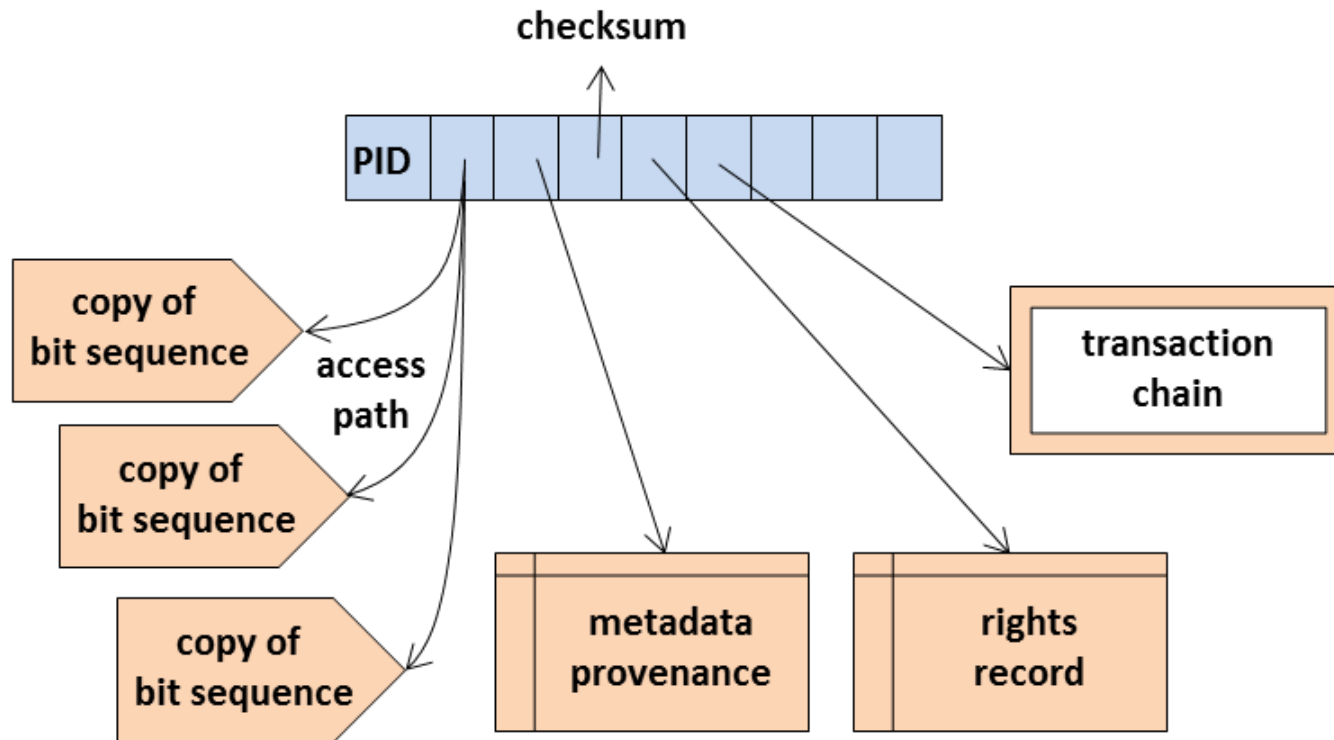 checksum
PID
copy of
bit sequence
access
path
copy of
bit sequence
copy of
bit sequence
metadata
provenance
rights
record
transaction
chain